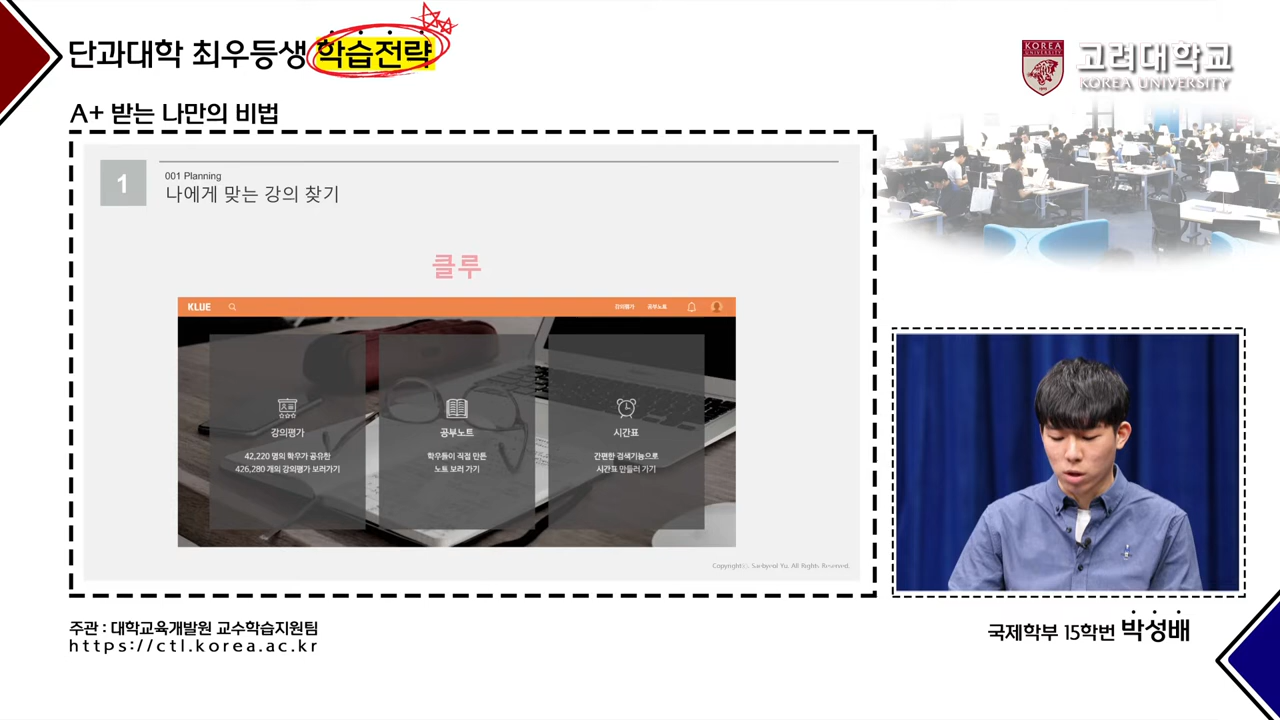 단과대학 최우등생 학습전략
KOREA
UNIVERSITY
고려대학교
KOREA UNIVERSITY
A+ 받는 나만의 비법
1
001 Planning
나에게 맞는 강의 찾기
클루
KLUE
강의평가 공부노트
강의평가
42,220 명의 학우가 공유한
426,280 개의 강의평가 보러가기
공부노트
학우들이 직접 만든
노트 보러 가기
시간표
간편한 검색기능으로
시간표 만들러 가기
Copyrightⓒ Sa-byeol Yu. All Rights Reserved.
주관 : 대학교육개발원 교수학습지원팀
https://ctl.korea.ac.kr
국제학부 15학번 박성배